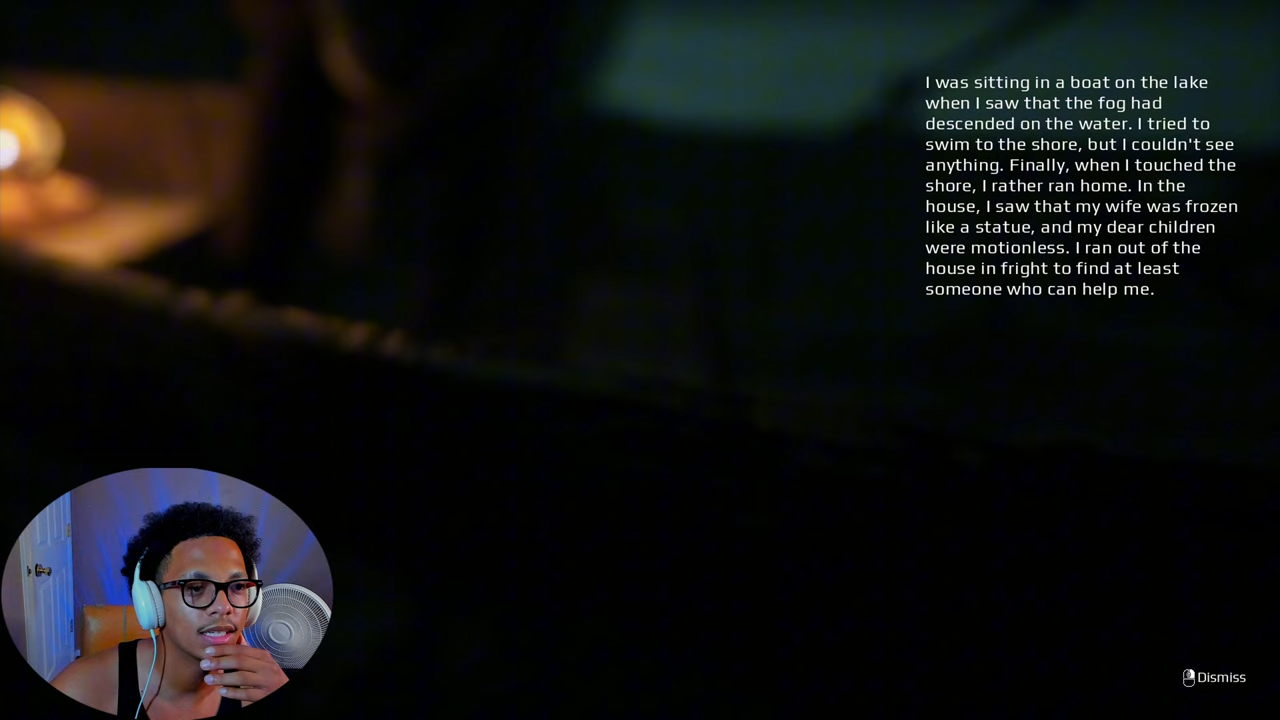 I was sitting in a boat on the lake
when I saw that the fog had
descended on the water. I tried to
swim to the shore, but I couldn't see
anything. Finally, when I touched the
shore, I rather ran home. In the
house, I saw that my wife was frozen
like a statue, and my dear children
were motionless. I ran out of the
house in fright to find at least
someone who can help me.
Dismiss